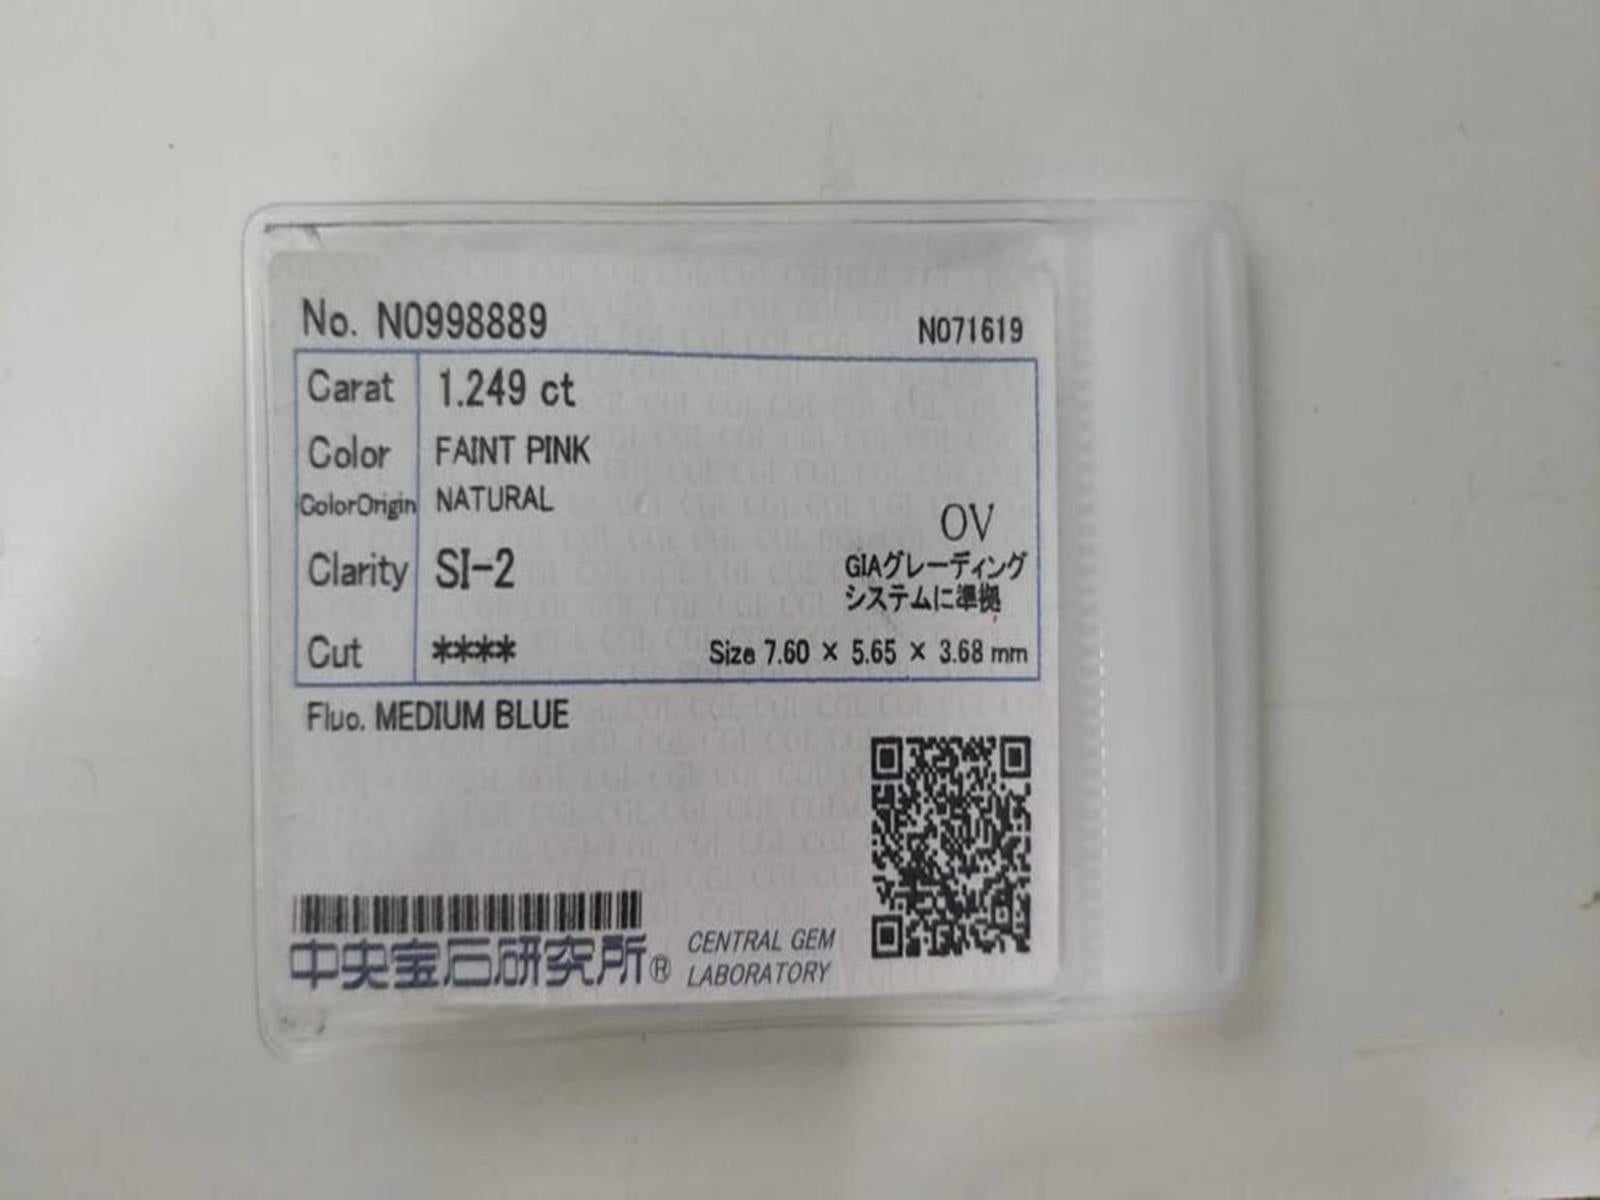 No. N0998889 N071619
Carat 1.249 ct
Color FAINT PINK
ColorOrigin NATURAL
OV
Clarity SI-2
GIAグレーディング
システムに準拠
Cut **** Size 7.60 × 5.65 × 3.68 mm
Fluo. MEDIUM BLUE
中央宝石研究所® CENTRAL GEM
LABORATORY